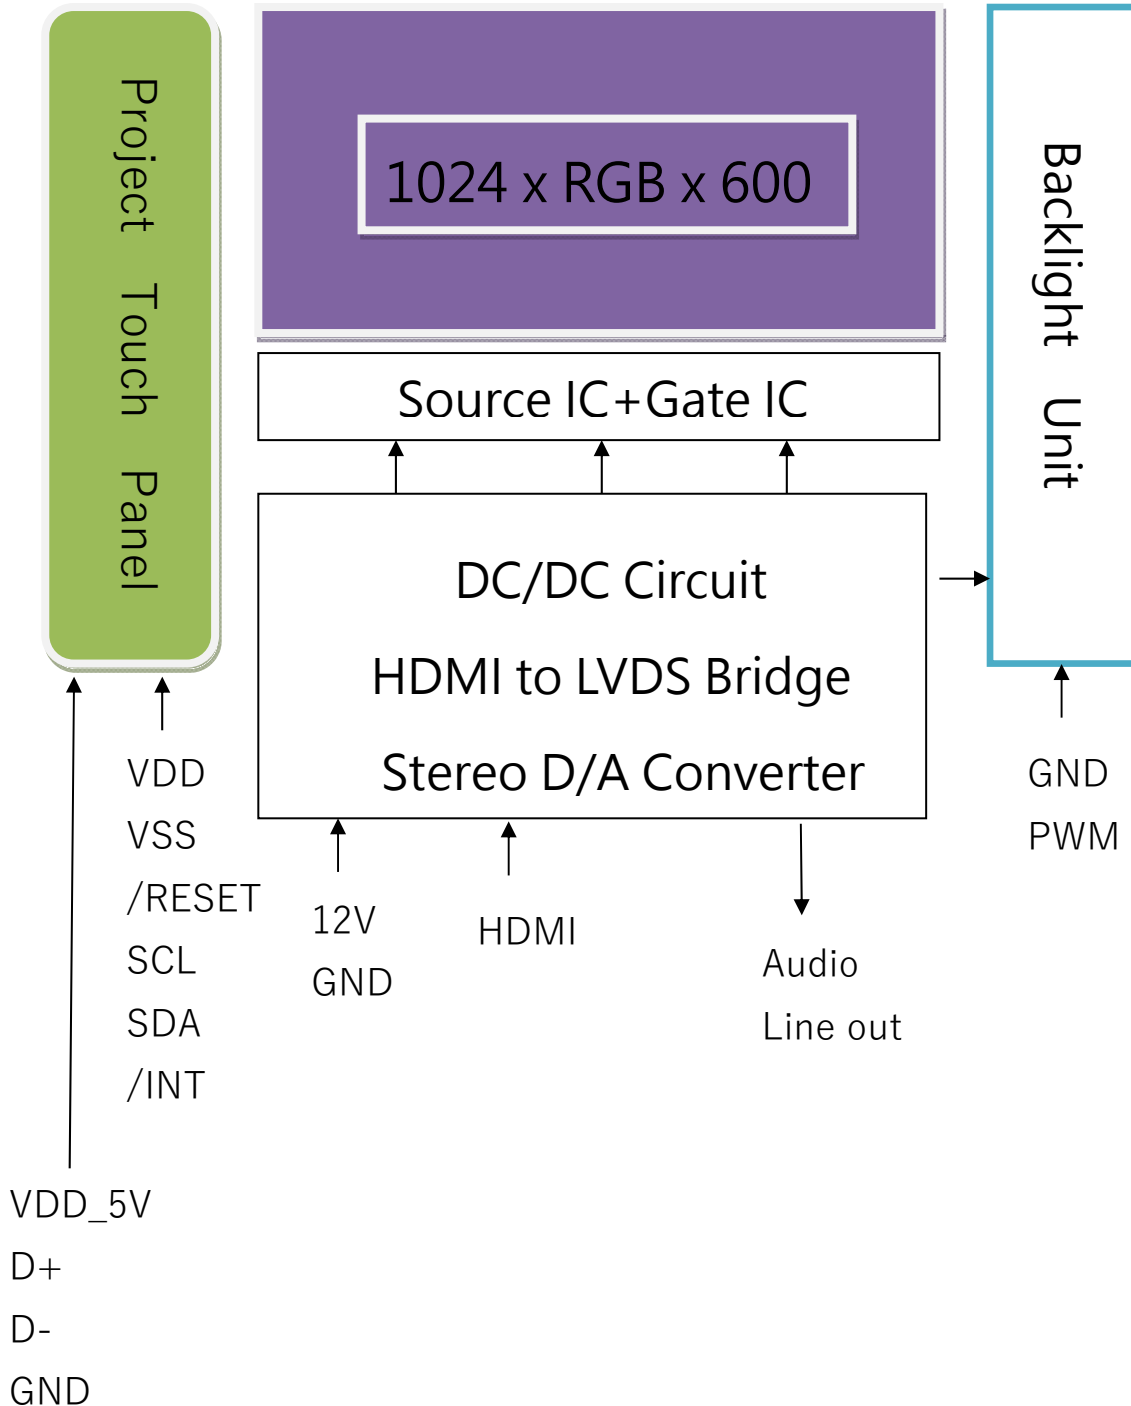 Project Touch Panel
1024 x RGB x 600
Backlight Unit
Source IC+Gate IC
DC/DC Circuit
HDMI to LVDS Bridge
Stereo D/A Converter
VDD
VSS
/RESET
SCL
SDA
/INT
12V
GND
HDMI
Audio
Line out
GND
PWM
VDD_5V
D+
D-
GND